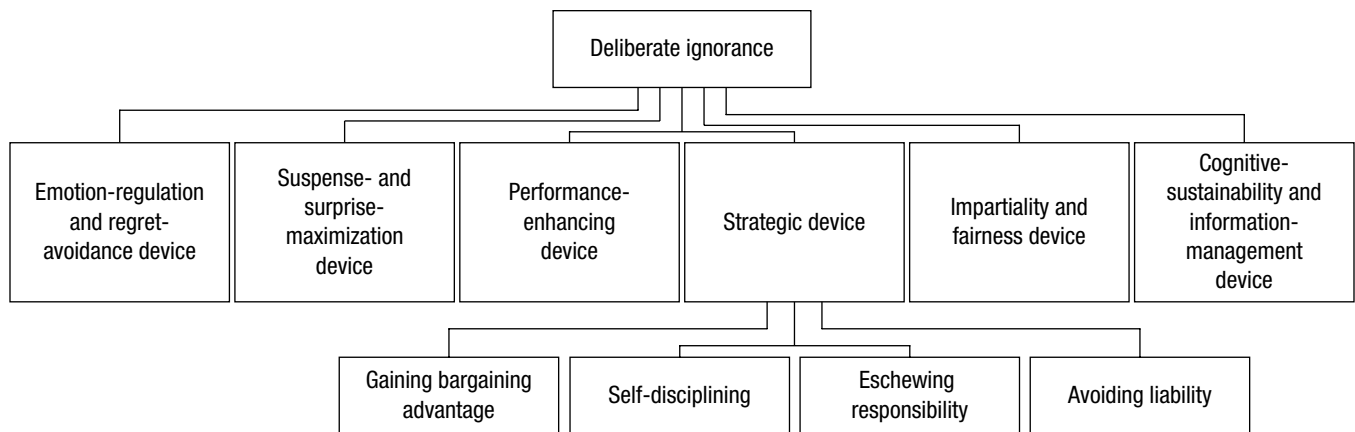 Deliberate ignorance
Emotion-regulation
and regret-
avoidance device
Suspense- and
surprise-
maximization
device
Performance-
enhancing
device
Strategic device
Impartiality and
fairness device
Cognitive-
sustainability and
information-
management
device
Gaining bargaining
advantage
Self-disciplining
Eschewing
responsibility
Avoiding liability